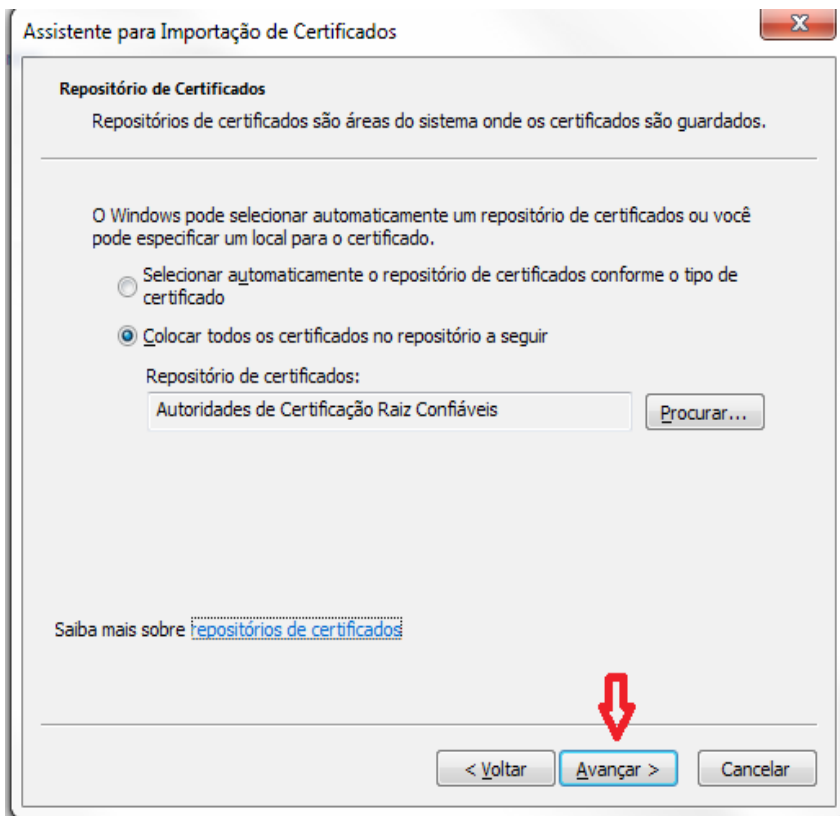 Assistente para Importação de Certificados
X
Repositório de Certificados
Repositórios de certificados são áreas do sistema onde os certificados são guardados.
O Windows pode selecionar automaticamente um repositório de certificados ou você
pode especificar um local para o certificado.
Selecionar automaticamente o repositório de certificados conforme o tipo de
certificado
Colocar todos os certificados no repositório a seguir
Repositório de certificados:
Autoridades de Certificação Raiz Confiáveis
Procurar...
Saiba mais sobre repositórios de certificados
< Voltar
Avançar >
Cancelar